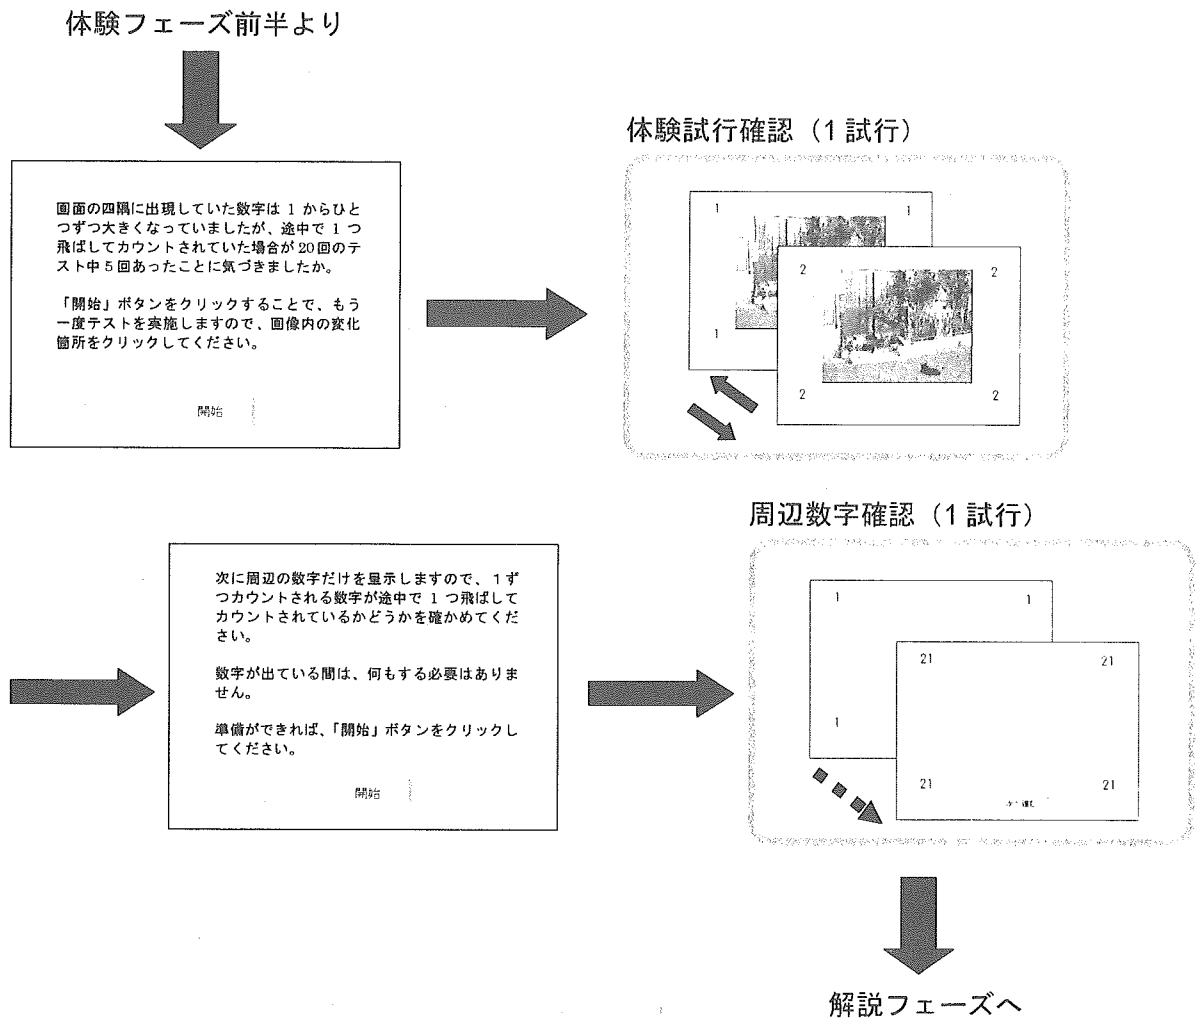 体験フェーズ前半より
画面の四隅に出現していた数字は 1 からひと
つずつ大きくなっていましたが、途中で 1 つ
飛ばしてカウントされていた場合が 20回のテ
スト中 5 回あったことに気づきましたか。
「開始」ボタンをクリックすることで、もう
一度テストを実施しますので、画像内の変化
箇所をクリックしてください。
開始
体験試行確認（1 試行）
1 1
1
2 2
2 2
次に周辺の数字だけを呈示しますので、1ず
つカウントされる数字が途中で 1 つ飛ばして
カウントされているかどうかを確かめてくだ
さい。
数字が出ている間は、何もする必要はありま
せん。
準備ができれば、「開始」ボタンをクリックし
てください。
開始
周辺数字確認（1 試行）
1 1
1
21 21
21 21
解説フェーズへ